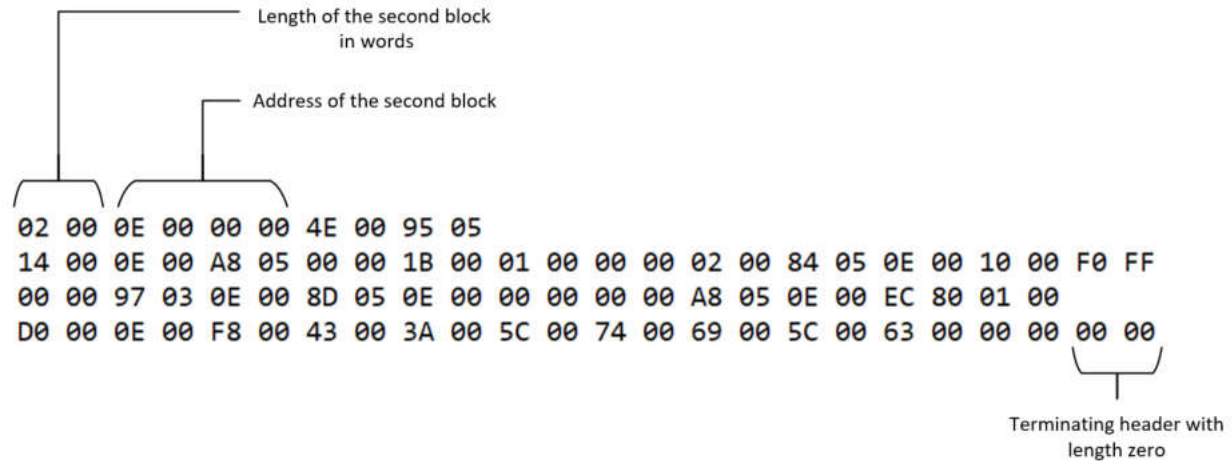 Length of the second block
in words
Address of the second block
02 00 0E 00 00 00 4E 00 95 05
14 00 0E 00 A8 05 00 00 1B 00 01 00 00 00 02 00 84 05 0E 00 10 00 F0 FF
00 00 97 03 0E 00 8D 05 0E 00 00 00 00 00 A8 05 0E 00 EC 80 01 00
D0 00 0E 00 F8 00 43 00 3A 00 5C 00 74 00 69 00 5C 00 63 00 00 00 00 00
Terminating header with
length zero